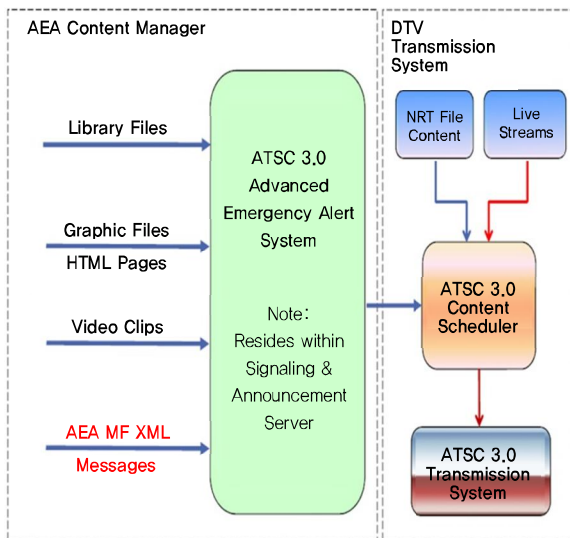 AEA Content Manager
Library Files
Graphic Files
HTML Pages
Video Clips
AEA MF XML
Messages
ATSC 3.0
Advanced
Emergency Alert
System
Note:
Resides within
Signaling &
Announcement
Server
DTV
Transmission
System
NRT File
Content
Live
Streams
ATSC 3.0
Content
Scheduler
ATSC 3.0
Transmission
System